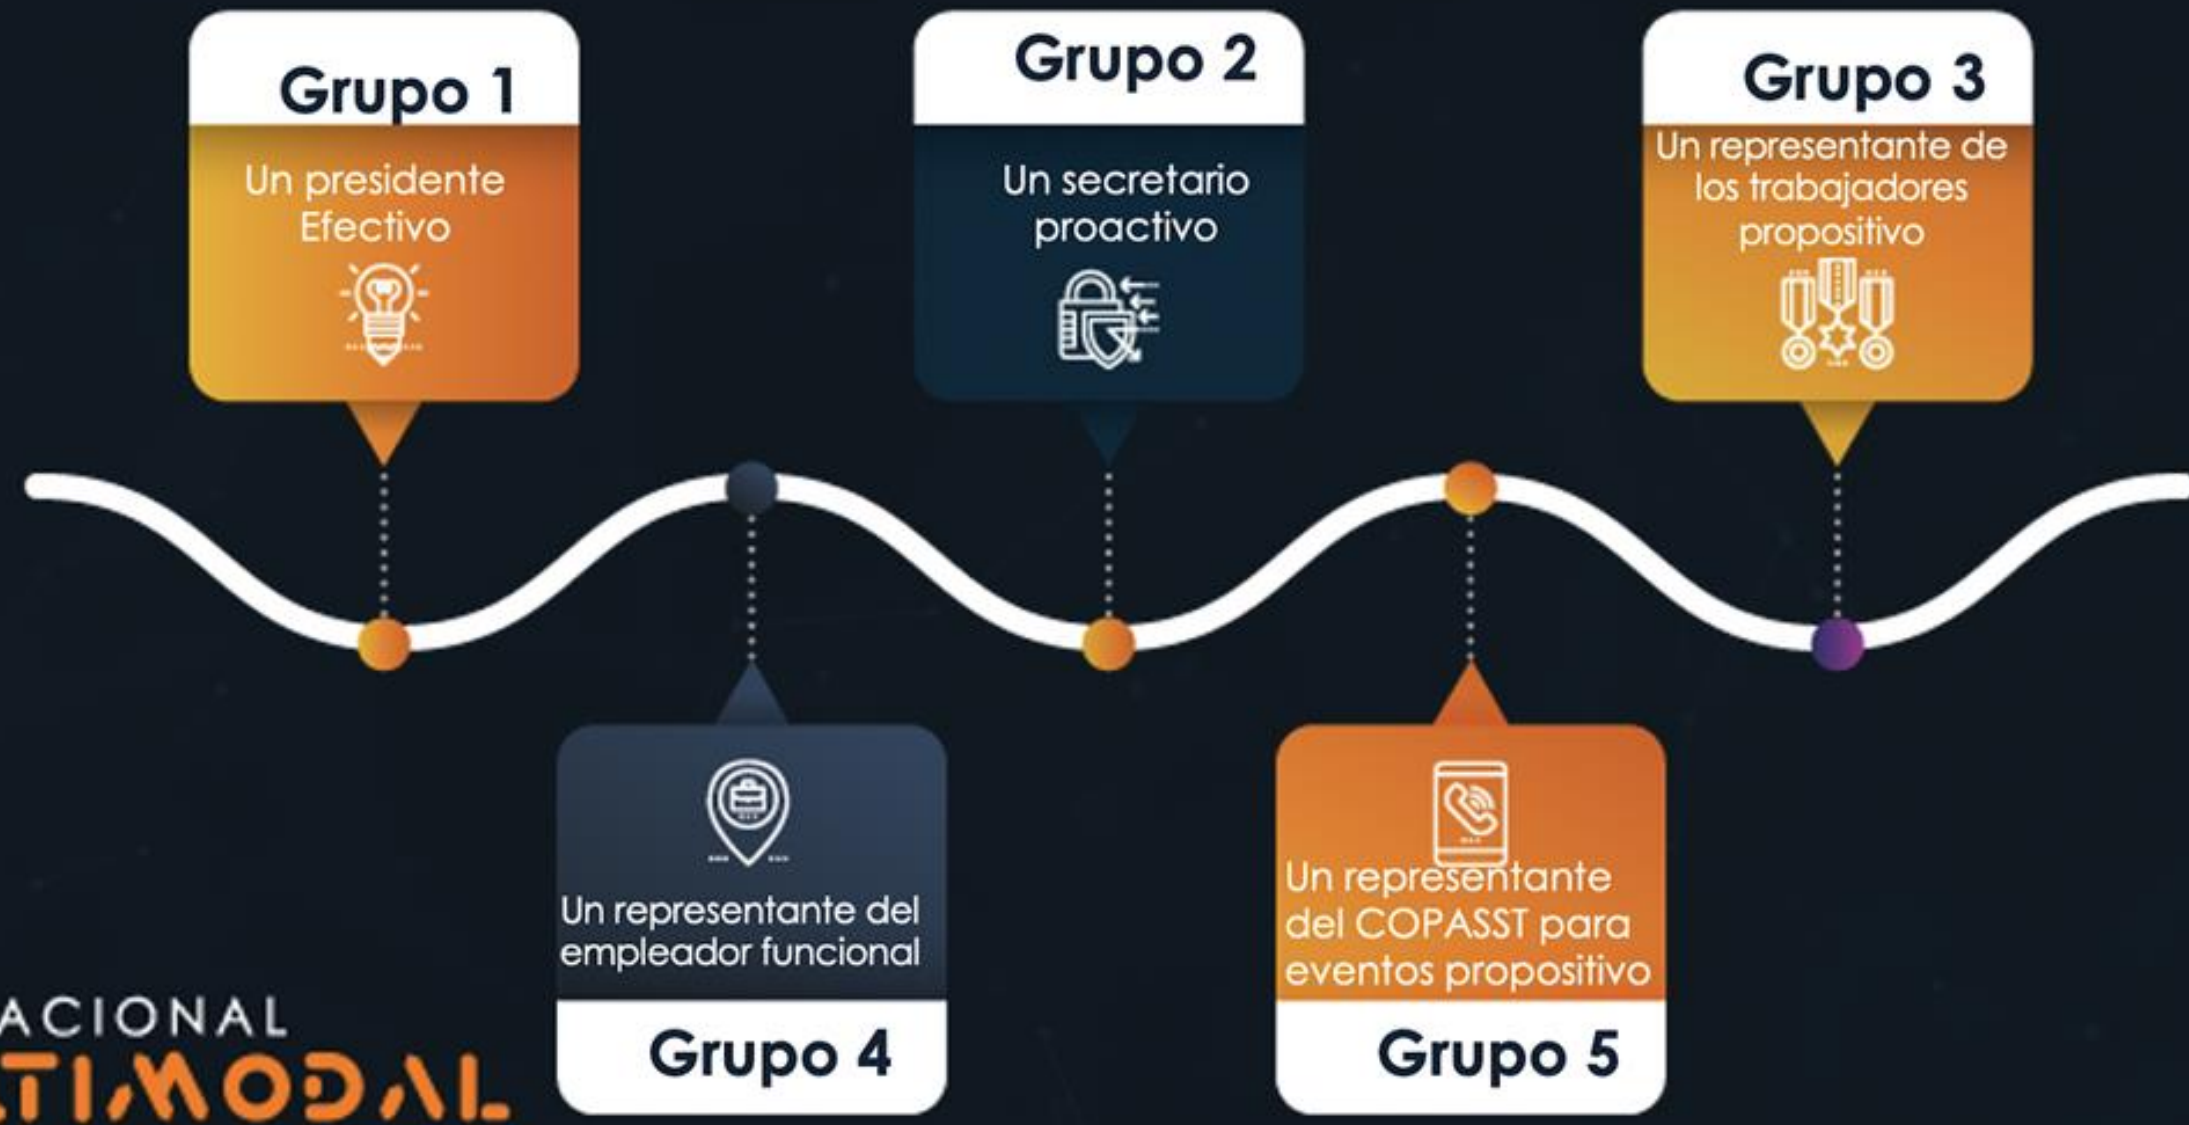 Grupo 1
Un presidente
Efectivo
Grupo 2
Un secretario
proactivo
Grupo 3
Un representante de
los trabajadores
propositivo
Un representante del
empleador funcional
Grupo 4
Un representante
del COPASST para
eventos propositivo
Grupo 5
ACIONAL
TIMODAL